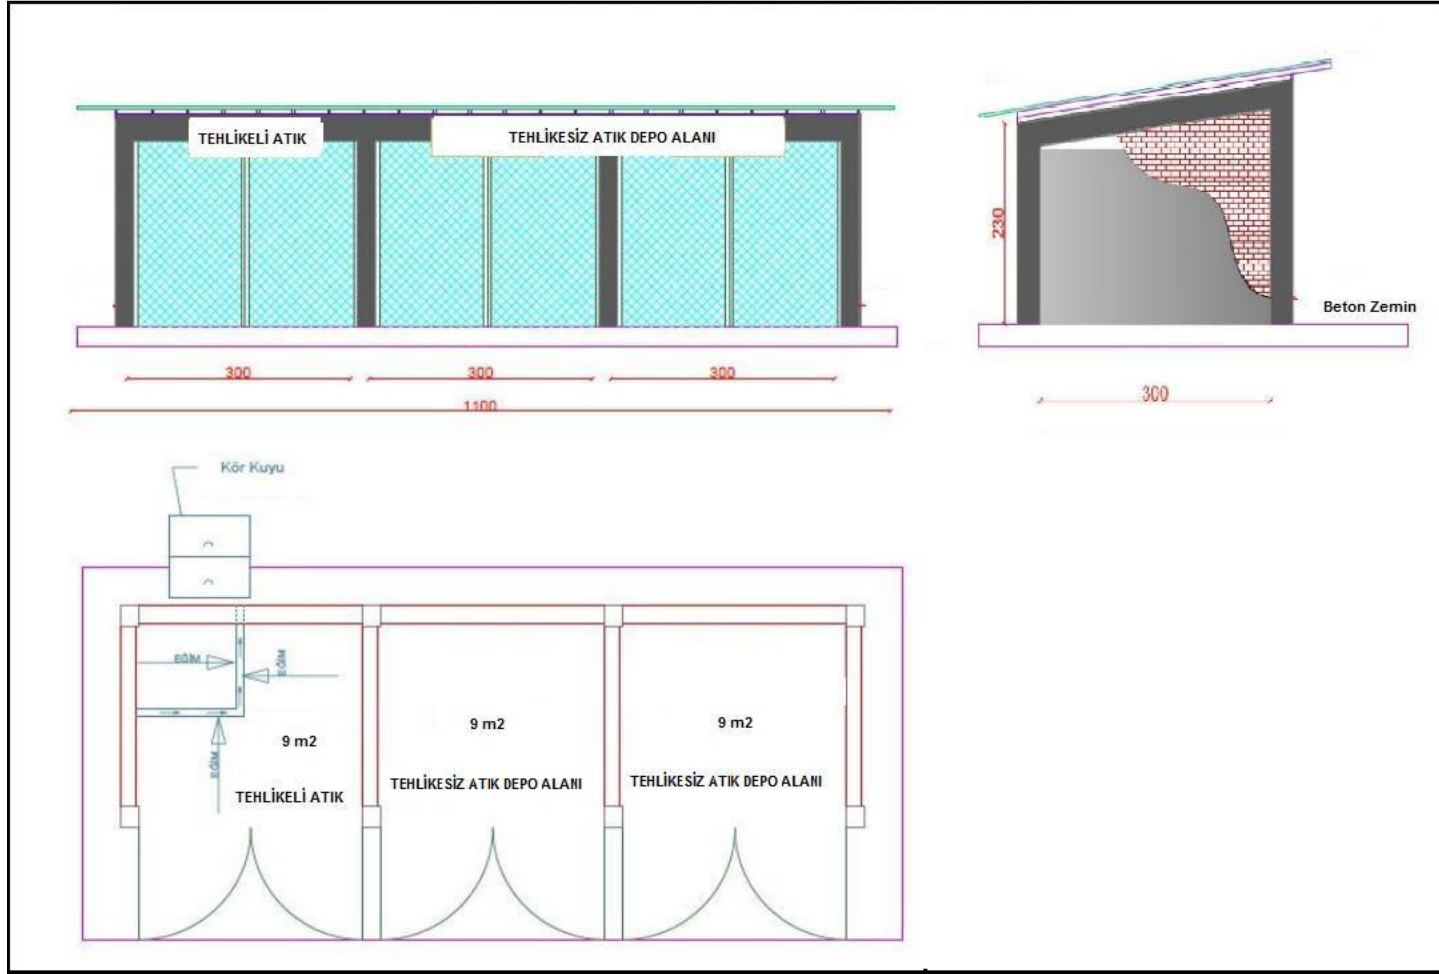 TEHLİKELİ ATIK
TEHLİKESİZ ATIK DEPO ALANI
230
Beton Zemin
300
300
300
1100
300
Kör Kuyu
EĞİM
EĞİM
EĞİM
9 m2
TEHLİKELİ ATIK
9 m2
TEHLİKESİZ ATIK DEPO ALANI
9 m2
TEHLİKESİZ ATIK DEPO ALANI